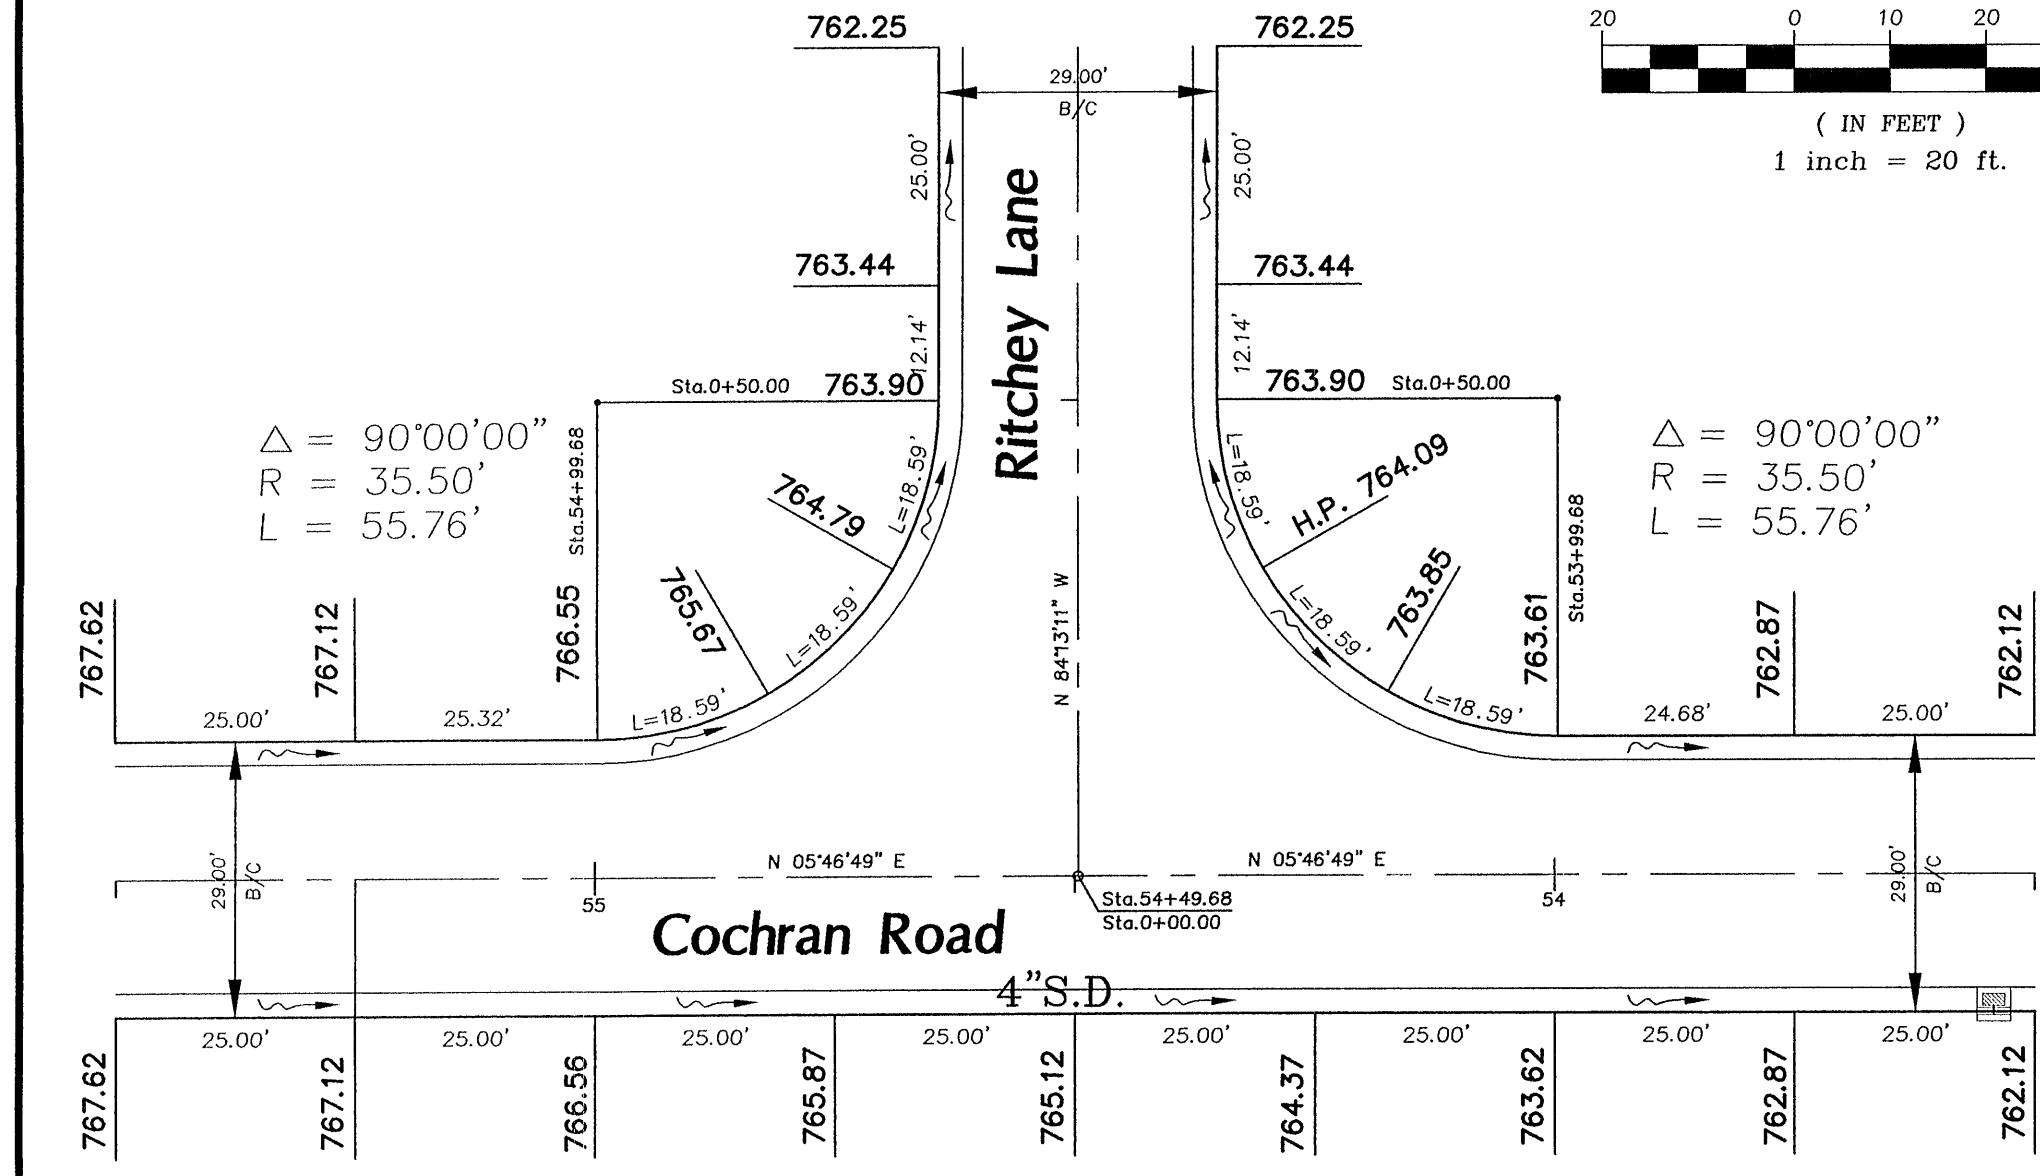 762.25
762.25
20 0 10 20
29.00'
B/C
( IN FEET )
1 inch = 20 ft.
25.00'
25.00'
Ritchey Lane
763.44
763.44
12.14'
12.14'
Sta.0+50.00 763.90
763.90 Sta.0+50.00
△ = 90°00'00"
R = 35.50'
L = 55.76'
Sta.54+99.68
764.79
L=18.59'
L=18.59'
H.P. 764.09
Sta.53+99.68
△ = 90°00'00"
R = 35.50'
L = 55.76'
767.62
767.12
766.55
765.67
L=18.59'
L=18.59'
N 84°13'11" W
L=18.59'
763.85
L=18.59'
763.61
762.87
762.12
25.00'
25.32'
24.68'
25.00'
29.00'
B/C
N 05°46'49" E
N 05°46'49" E
29.00'
B/C
55
Sta.54+49.68
Sta.0+00.00
54
Cochran Road
4"S.D.
25.00' 25.00' 25.00' 25.00' 25.00' 25.00' 25.00' 25.00'
767.62
767.12
766.56
765.87
765.12
764.37
763.62
762.87
762.12